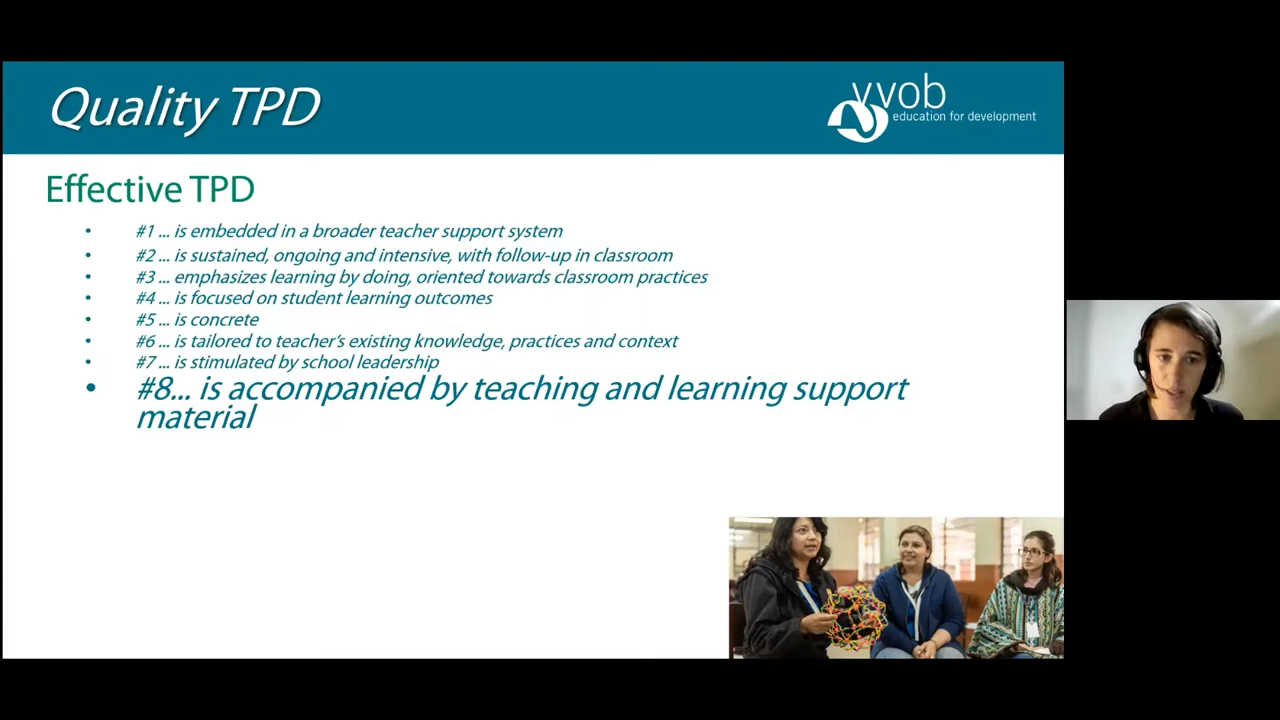 Quality TPD
vvob
education for development
Effective TPD
• #1 ... is embedded in a broader teacher support system
• #2 ... is sustained, ongoing and intensive, with follow-up in classroom
• #3 ... emphasizes learning by doing, oriented towards classroom practices
• #4 ... is focused on student learning outcomes
• #5 ... is concrete
• #6 ... is tailored to teacher’s existing knowledge, practices and context
• #7 ... is stimulated by school leadership
• #8... is accompanied by teaching and learning support
material